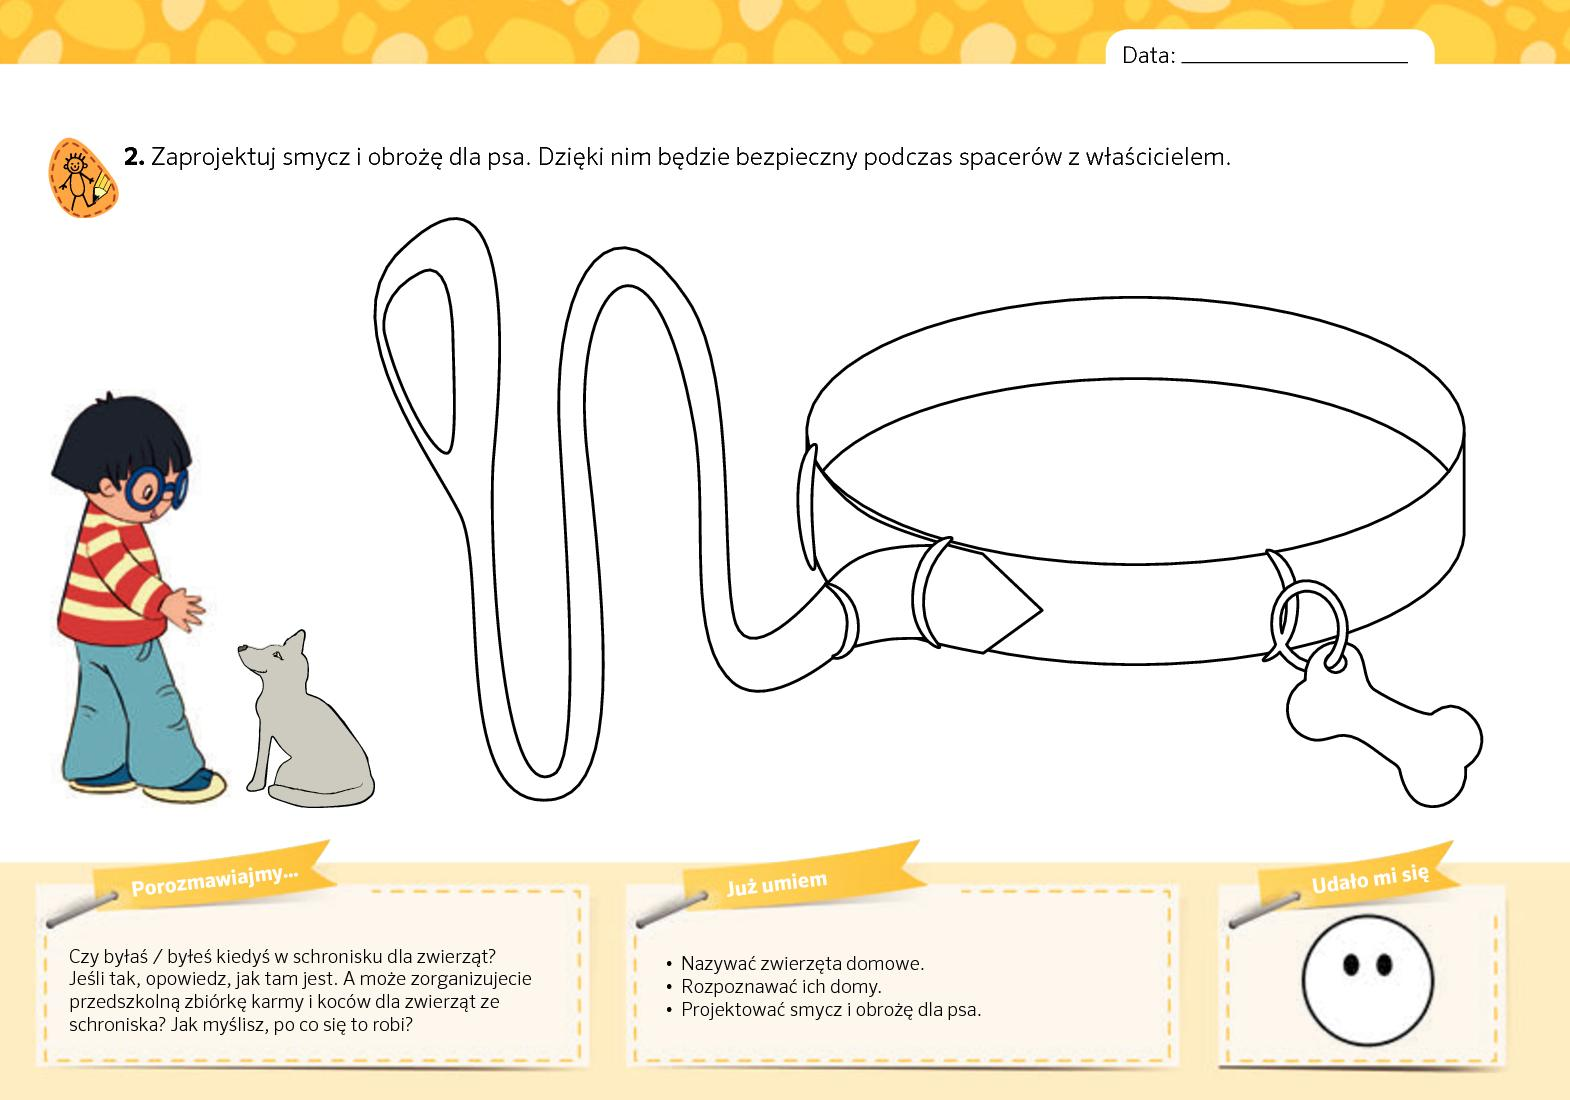 Data:
2. Zaprojektuj smycz i obrożę dla psa. Dzięki nim będzie bezpieczny podczas spacerów z właścicielem.
Porozmawiajmy...
Czy byłaś / byłeś kiedyś w schronisku dla zwierząt?
Jeśli tak, opowiedz, jak tam jest. A może zorganizujecie
przedszkolną zbiórkę karmy i koców dla zwierząt ze
schroniska? Jak myślisz, po co się to robi?
Już umiem
• Nazywać zwierzęta domowe.
• Rozpoznawać ich domy.
• Projektować smycz i obrożę dla psa.
Udało mi się